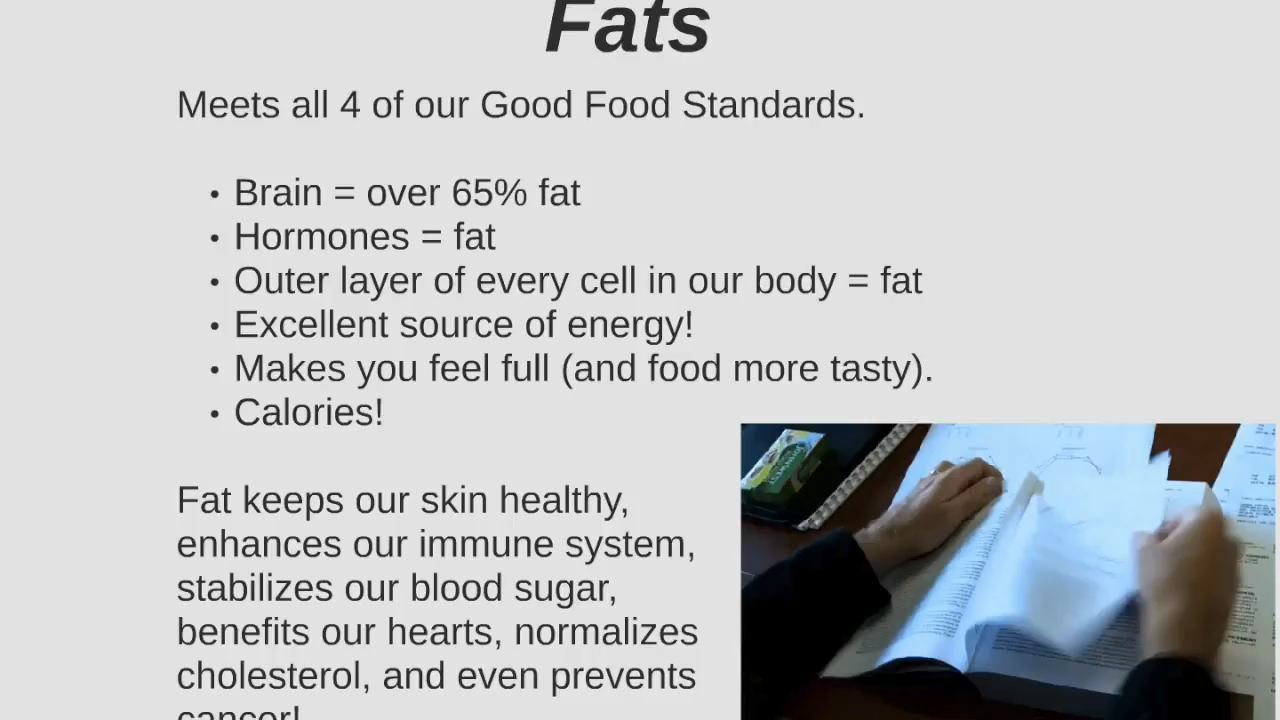 Fats
Meets all 4 of our Good Food Standards.
• Brain = over 65% fat
• Hormones = fat
• Outer layer of every cell in our body = fat
• Excellent source of energy!
• Makes you feel full (and food more tasty).
• Calories!
Fat keeps our skin healthy,
enhances our immune system,
stabilizes our blood sugar,
benefits our hearts, normalizes
cholesterol, and even prevents
cancer!